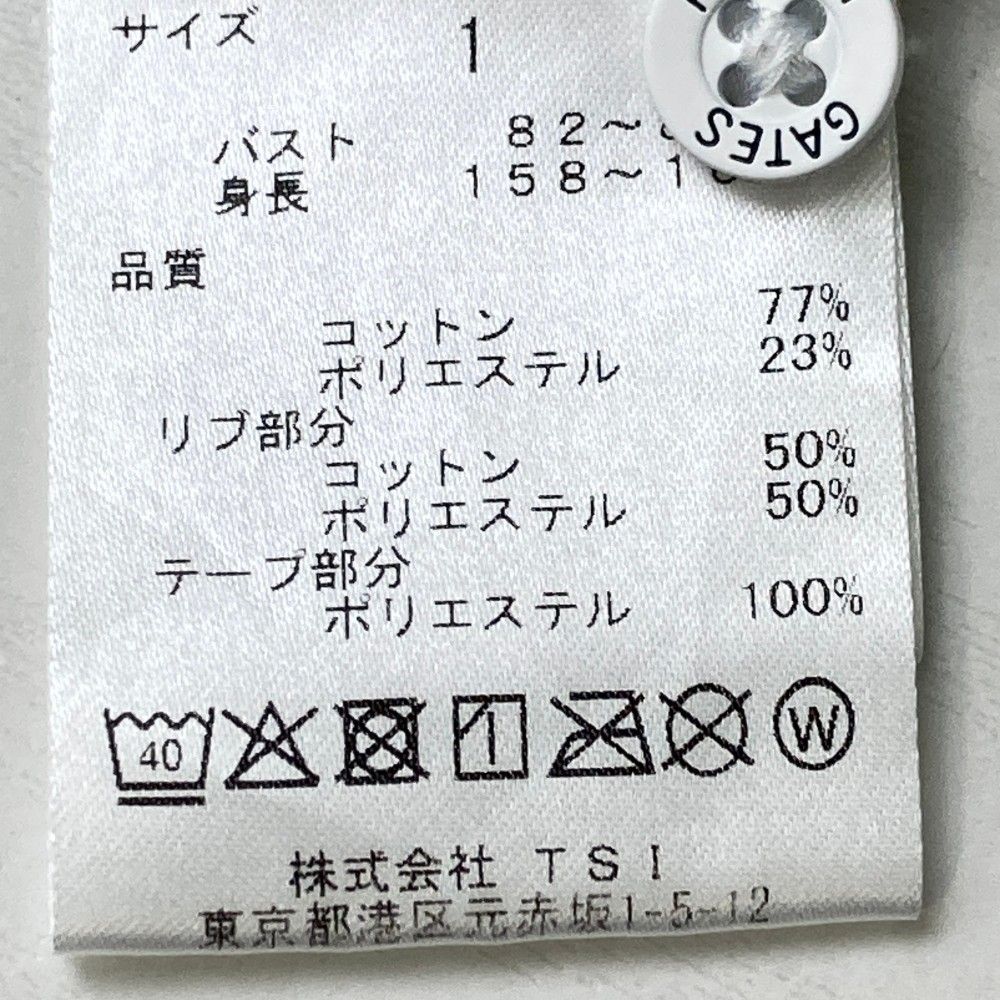 サイズ 1
バスト 82～
身長 158～1
品質
コットン 77%
ポリエステル 23%
リブ部分
コットン 50%
ポリエステル 50%
テープ部分
ポリエステル 100%
40
W
株式会社 TSI
東京都港区元赤坂1-5-12
GATES